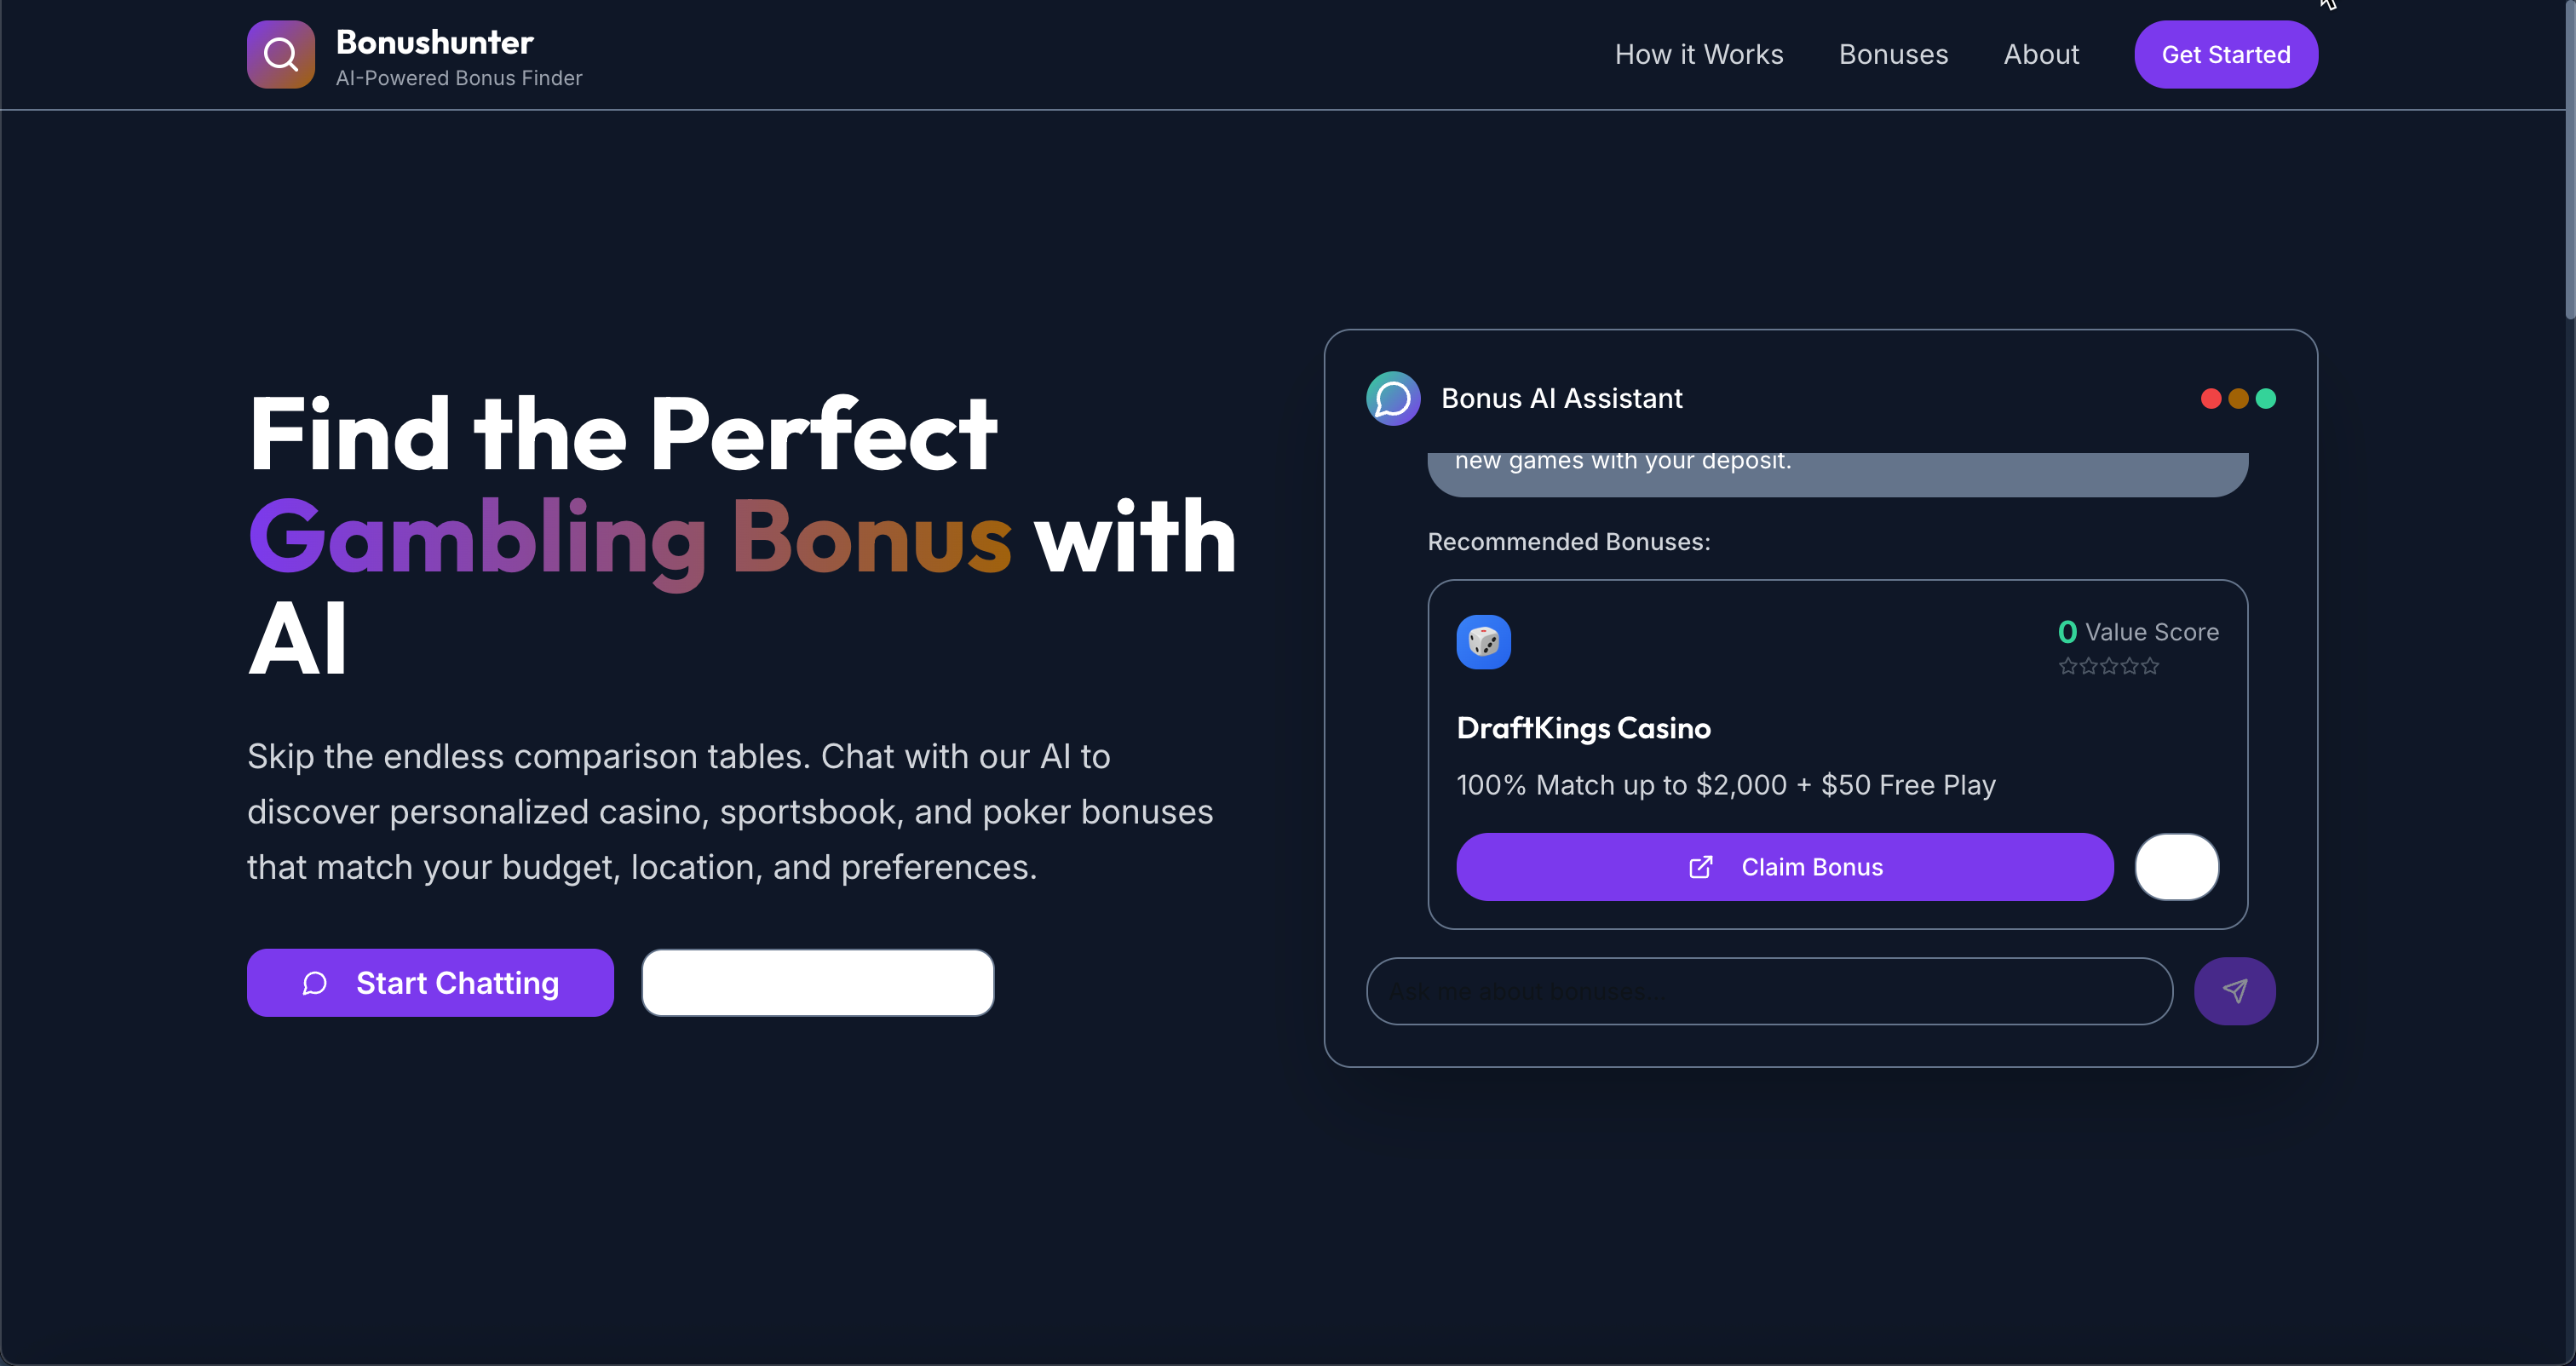 Bonushunter
AI-Powered Bonus Finder
How it Works
Bonuses
About
Get Started
Find the Perfect
Gambling Bonus with
AI
Skip the endless comparison tables. Chat with our AI to
discover personalized casino, sportsbook, and poker bonuses
that match your budget, location, and preferences.
Start Chatting
Bonus AI Assistant
new games with your deposit.
Recommended Bonuses:
0 Value Score
DraftKings Casino
100% Match up to $2,000 + $50 Free Play
Claim Bonus
Ask me about bonuses...